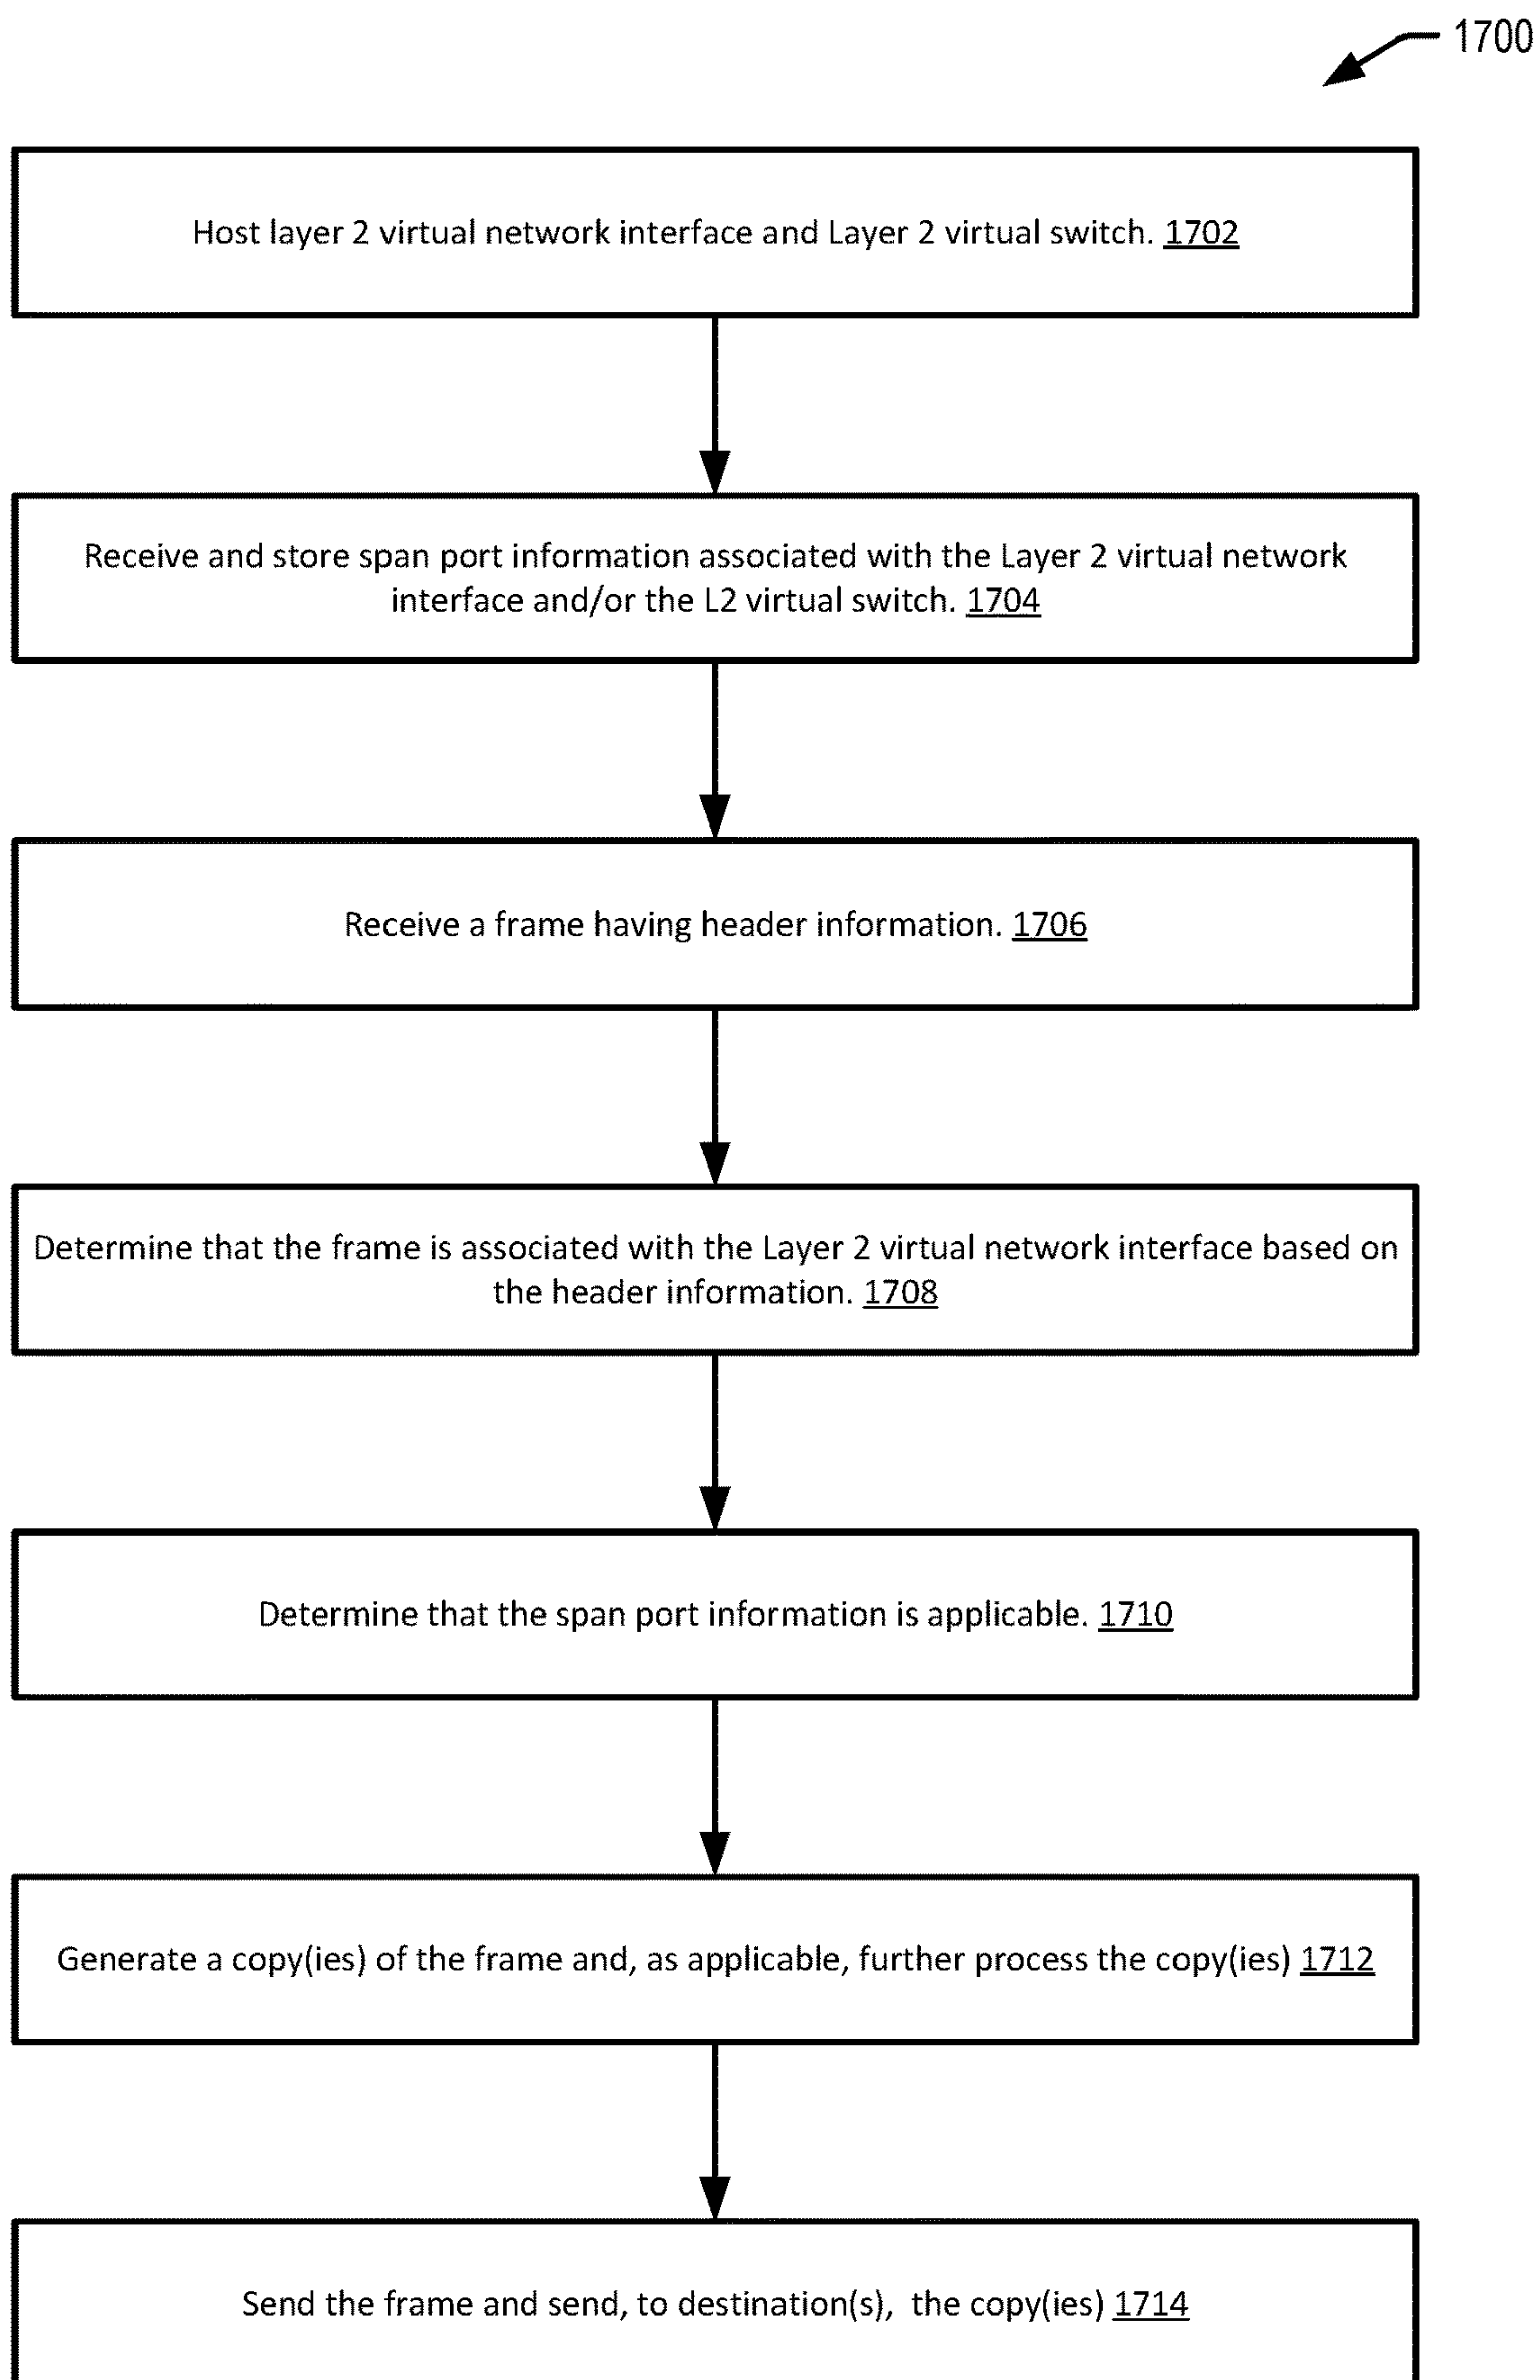 1700
Host layer 2 virtual network interface and Layer 2 virtual switch. 1702
Receive and store span port information associated with the Layer 2 virtual network
interface and/or the L2 virtual switch. 1704
Receive a frame having header information. 1706
Determine that the frame is associated with the Layer 2 virtual network interface based on
the header information. 1708
Determine that the span port information is applicable. 1710
Generate a copy(ies) of the frame and, as applicable, further process the copy(ies) 1712
Send the frame and send, to destination(s), the copy(ies) 1714